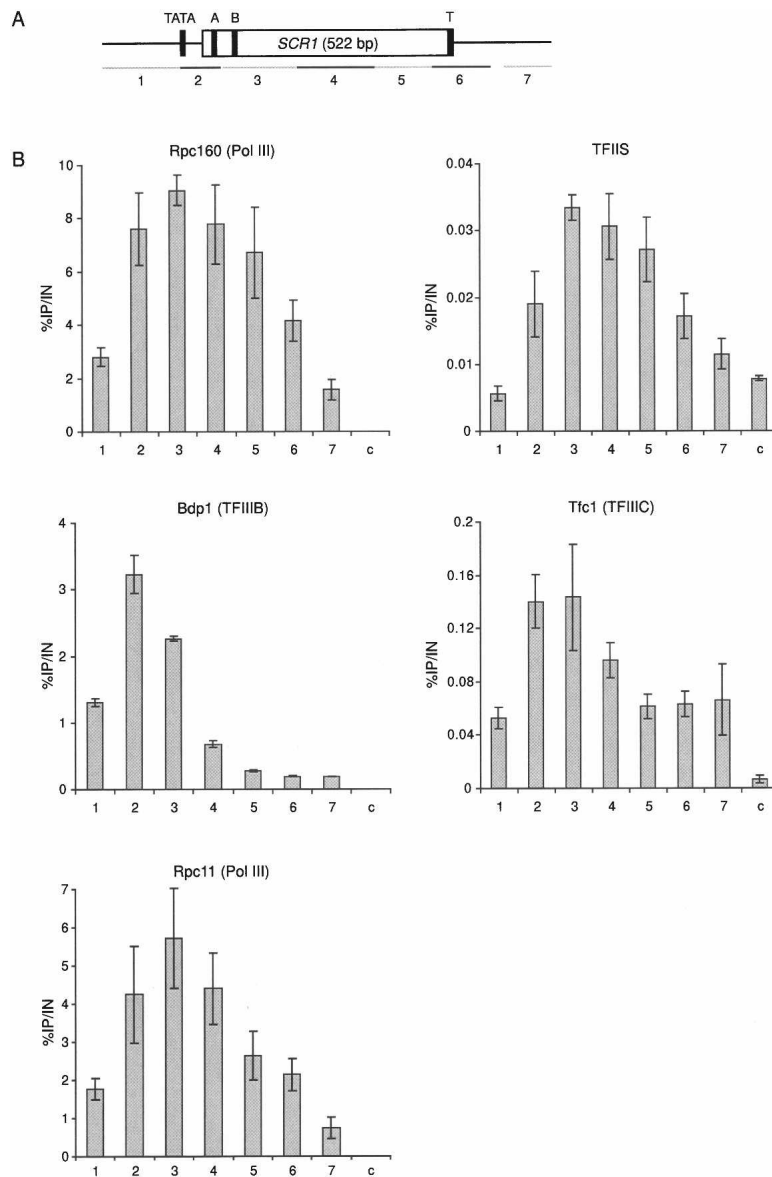 A
TATA A B T
SCR1 (522 bp)
1 2 3 4 5 6 7
B
Rpc160 (Pol III)
%IP/IN
10
8
6
4
2
0
1 2 3 4 5 6 7 c
TFIIS
%IP/IN
0.04
0.03
0.02
0.01
0
1 2 3 4 5 6 7 c
Bdp1 (TFIIIB)
%IP/IN
4
3
2
1
0
1 2 3 4 5 6 7 c
Tfc1 (TFIIIC)
%IP/IN
0.2
0.16
0.12
0.08
0.04
0
1 2 3 4 5 6 7 c
Rpc11 (Pol III)
%IP/IN
7
6
5
4
3
2
1
0
1 2 3 4 5 6 7 c